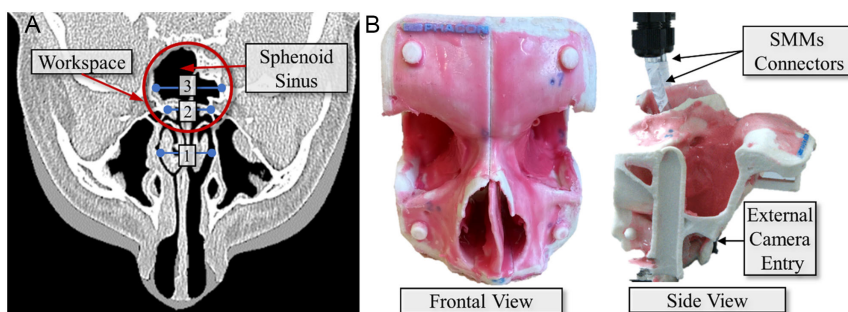 A
Workspace
Sphenoid
Sinus
3
2
1
B
Frontal View
SMMs
Connectors
External
Camera
Entry
Side View